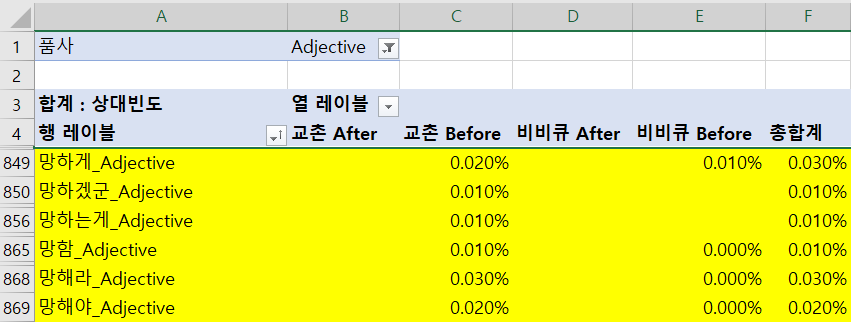 A B C D E F
1 품사 Adjective
2
3 합계 : 상대빈도 열 레이블
4 행 레이블 교촌 After 교촌 Before 비비큐 After 비비큐 Before 총합계
849 망하게_Adjective 0.020% 0.010% 0.030%
850 망하겠군_Adjective 0.010% 0.010%
856 망하는게_Adjective 0.010% 0.010%
865 망함_Adjective 0.010% 0.000% 0.010%
868 망해라_Adjective 0.030% 0.000% 0.030%
869 망해야_Adjective 0.020% 0.000% 0.020%